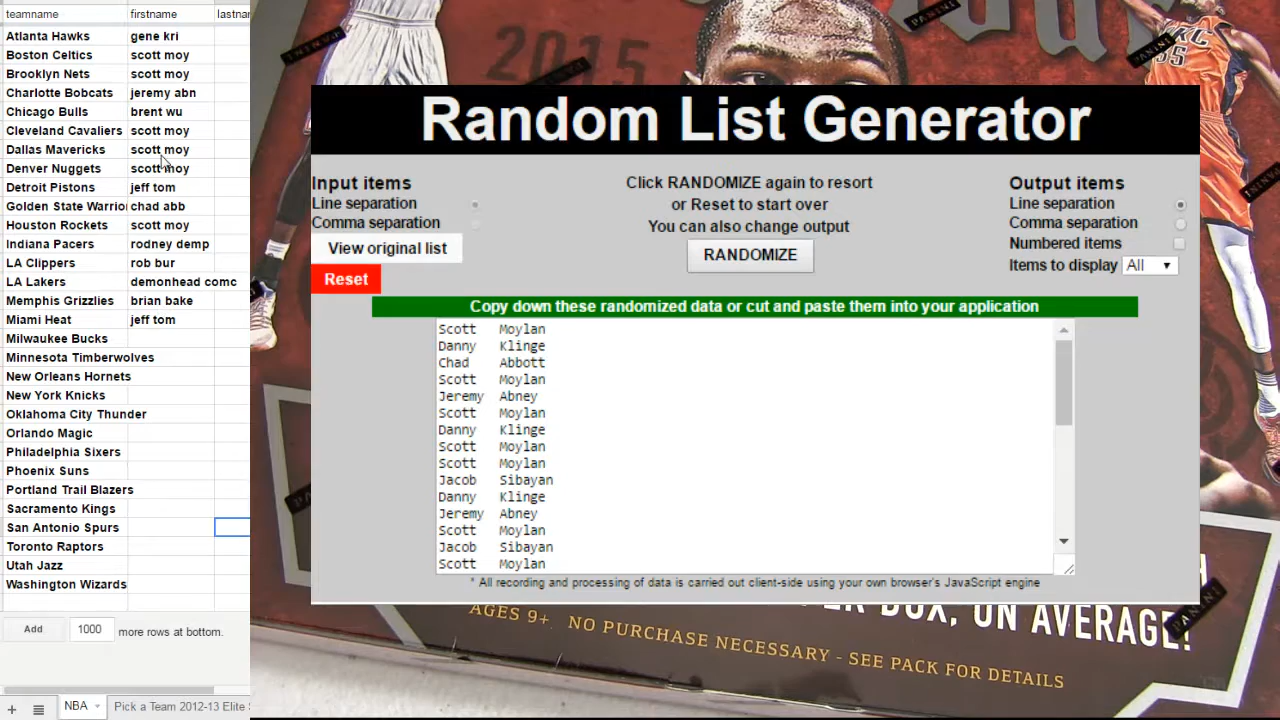 teamname firstname lastnar
Atlanta Hawks gene kri
Boston Celtics scott moy
Brooklyn Nets scott moy
Charlotte Bobcats jeremy abn
Chicago Bulls brent wu
Cleveland Cavaliers scott moy
Dallas Mavericks scott moy
Denver Nuggets scott moy
Detroit Pistons jeff tom
Golden State Warrior chad abb
Houston Rockets scott moy
Indiana Pacers rodney demp
LA Clippers rob bur
LA Lakers demonhead comc
Memphis Grizzlies brian bake
Miami Heat jeff tom
Milwaukee Bucks
Minnesota Timberwolves
New Orleans Hornets
New York Knicks
Oklahoma City Thunder
Orlando Magic
Philadelphia Sixers
Phoenix Suns
Portland Trail Blazers
Sacramento Kings
San Antonio Spurs
Toronto Raptors
Utah Jazz
Washington Wizards
Add 1000 more rows at bottom.
NBA Pick a Team 2012-13 Elite
2015
PANINI
PANINI
PANINI
PANINI
PANINI
Random List Generator
Input items
Line separation
Comma separation
View original list
Reset
Click RANDOMIZE again to resort
or Reset to start over
You can also change output
RANDOMIZE
Output items
Line separation
Comma separation
Numbered items
Items to display All
Copy down these randomized data or cut and paste them into your application
Scott Moylan
Danny Klinge
Chad Abbott
Scott Moylan
Jeremy Abney
Scott Moylan
Danny Klinge
Scott Moylan
Scott Moylan
Jacob Sibayan
Danny Klinge
Jeremy Abney
Scott Moylan
Jacob Sibayan
Scott Moylan
* All recording and processing of data is carried out client-side using your own browser's JavaScript engine
BOX, ON AVERAGE!
AGES 9+. NO PURCHASE NECESSARY - SEE PACK FOR DETAILS